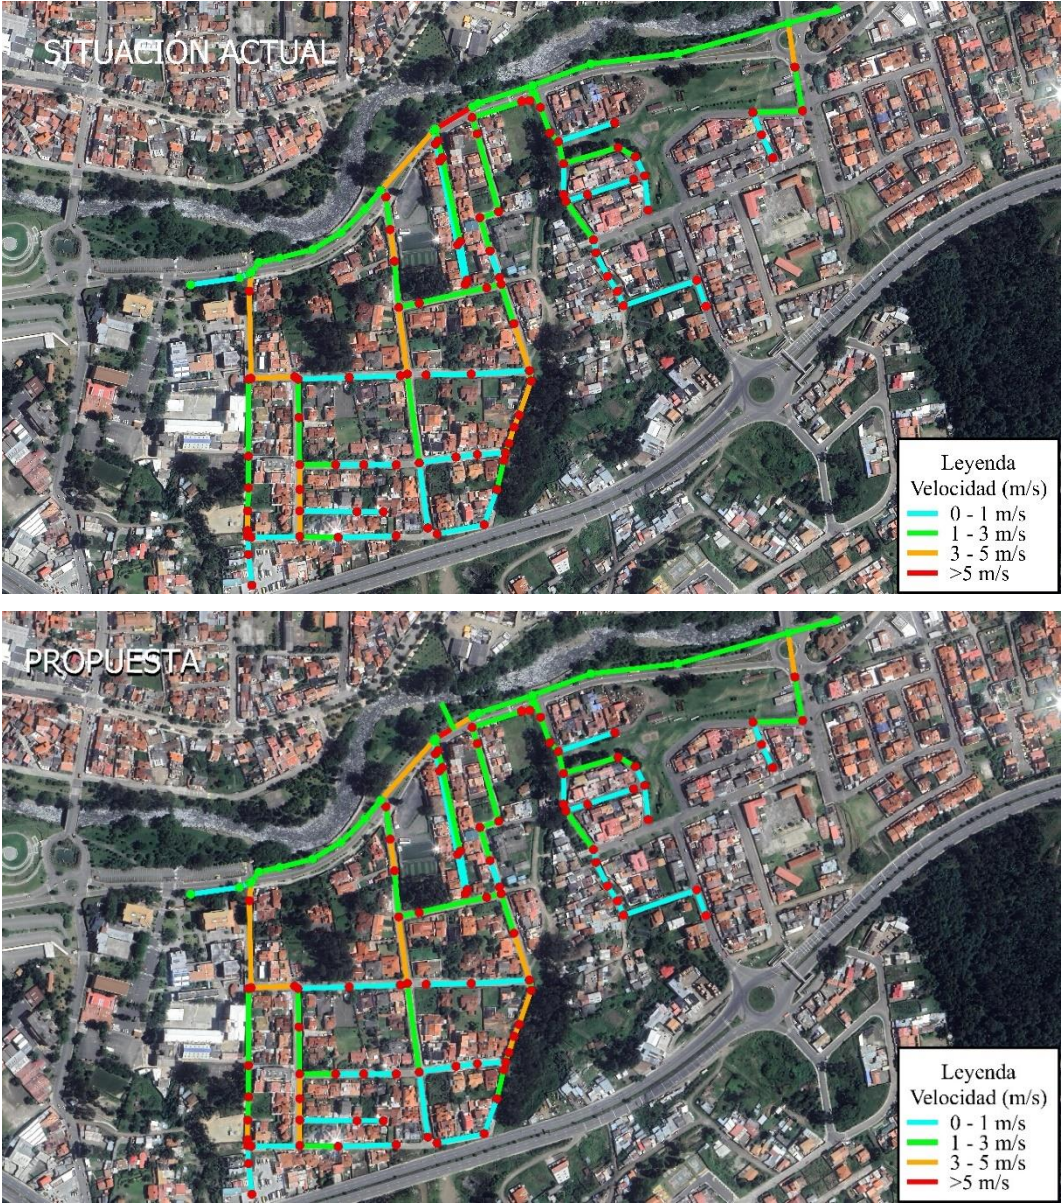 SITUACIÓN ACTUAL
Leyenda
Velocidad (m/s)
0 - 1 m/s
1 - 3 m/s
3 - 5 m/s
>5 m/s
PROPUESTA
Leyenda
Velocidad (m/s)
0 - 1 m/s
1 - 3 m/s
3 - 5 m/s
>5 m/s